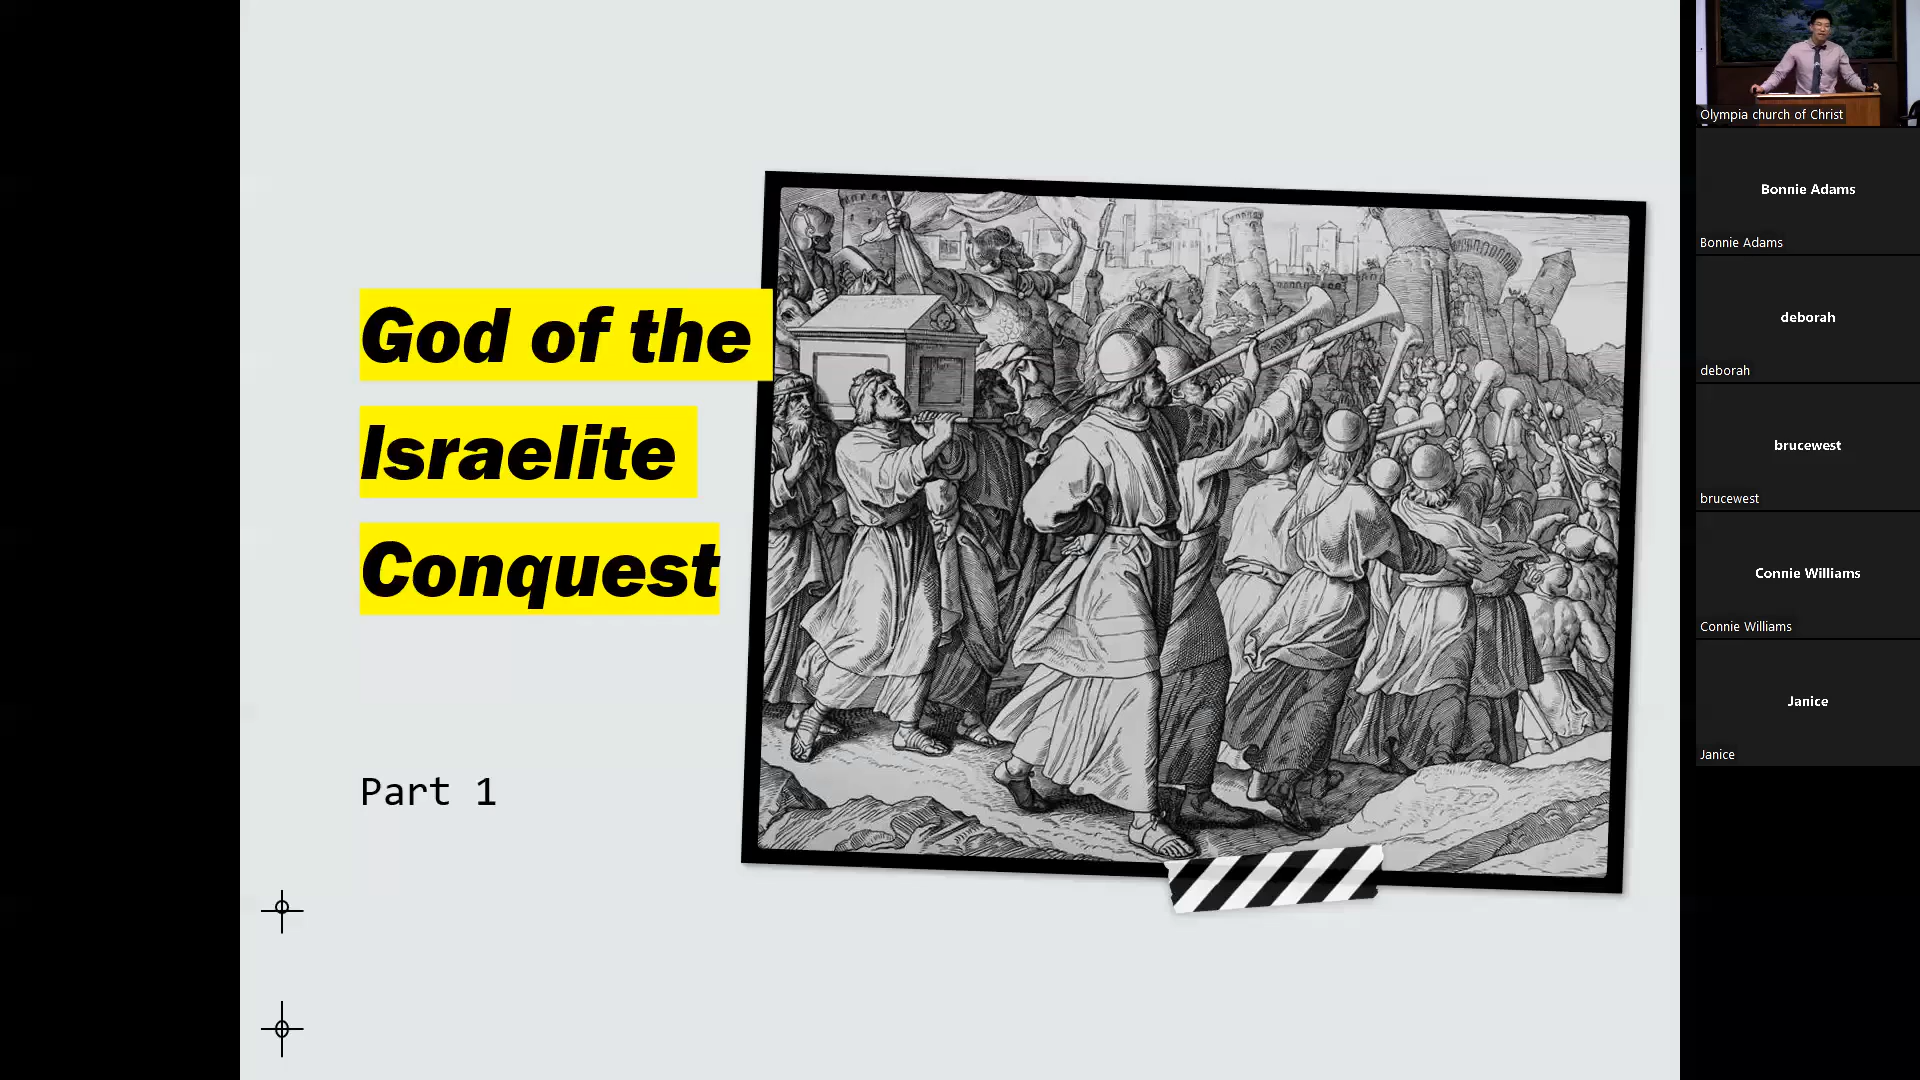 God of the
Israelite
Conquest
Part 1
Olympia church of Christ
Bonnie Adams
Bonnie Adams
deborah
deborah
brucewest
brucewest
Connie Williams
Connie Williams
Janice
Janice